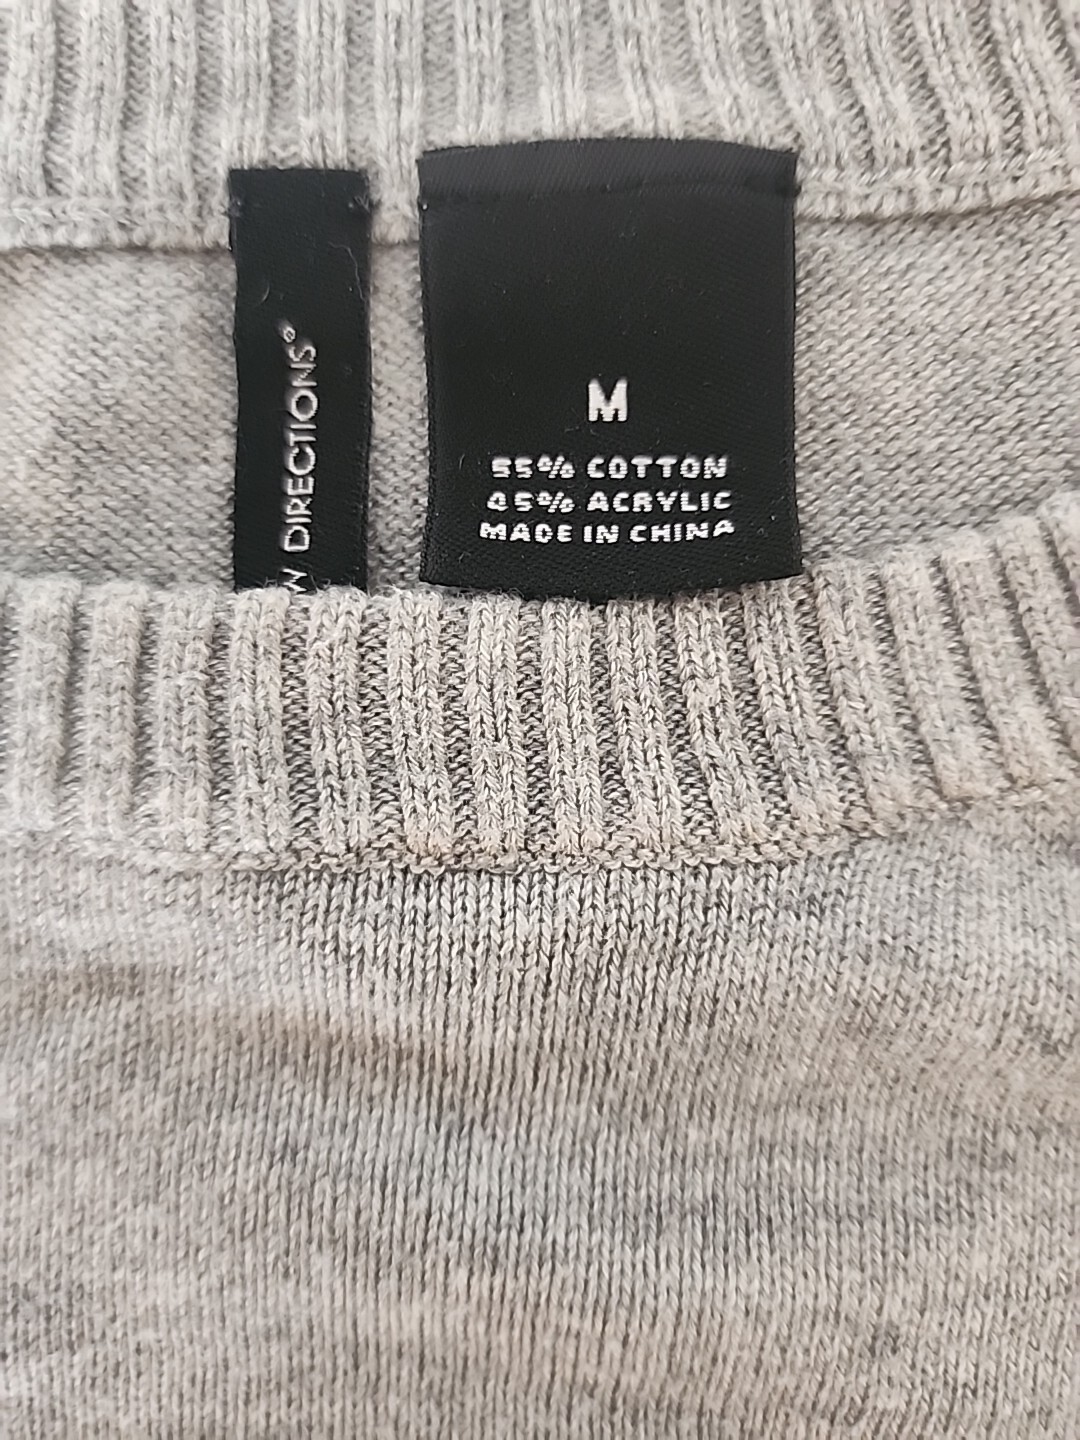 W DIRECTIONS®
M
55% COTTON
45% ACRYLIC
MADE IN CHINA